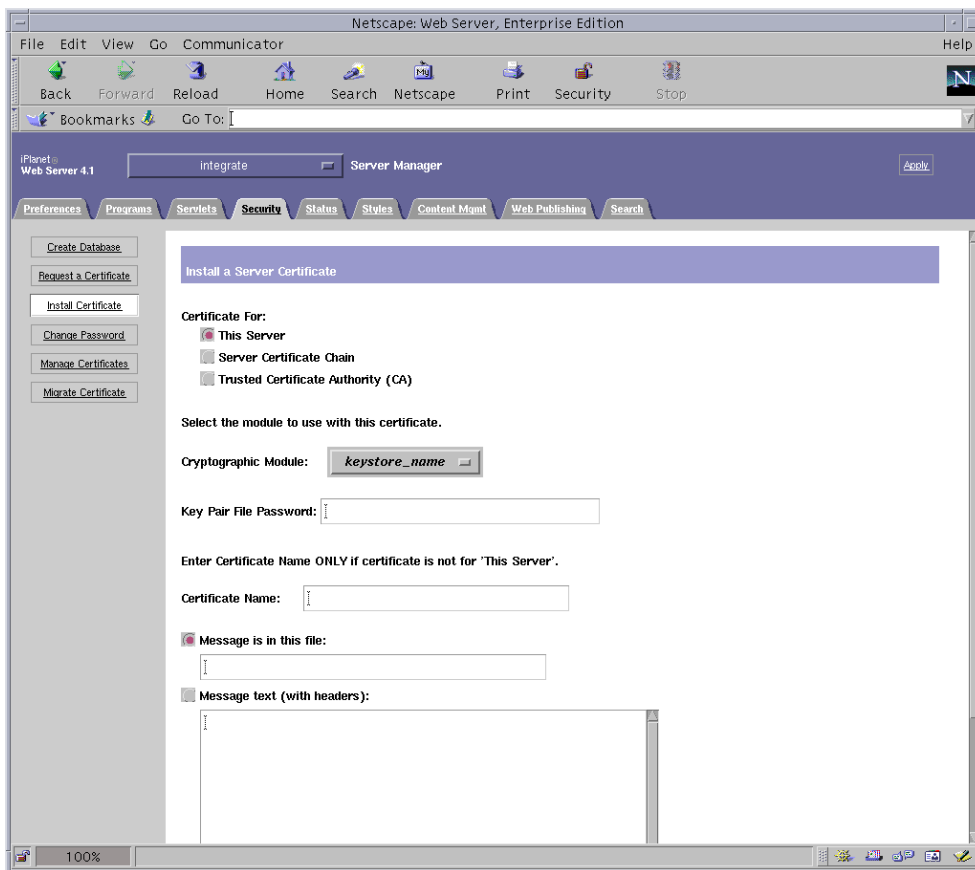 Netscape: Web Server, Enterprise Edition
File Edit View Go Communicator Help
Back Forward Reload Home Search Netscape Print Security Stop
My
N
Bookmarks Go To:
iPlanet
Web Server 4.1
integrate
Server Manager
Apply
Preferences Programs Servlets Security Status Styles Content Mgmt Web Publishing Search
Create Database
Request a Certificate
Install Certificate
Change Password
Manage Certificates
Migrate Certificate
Install a Server Certificate
Certificate For:
This Server
Server Certificate Chain
Trusted Certificate Authority (CA)
Select the module to use with this certificate.
Cryptographic Module: keystore_name
Key Pair File Password:
Enter Certificate Name ONLY if certificate is not for 'This Server'.
Certificate Name:
Message is in this file:
Message text (with headers):
100%